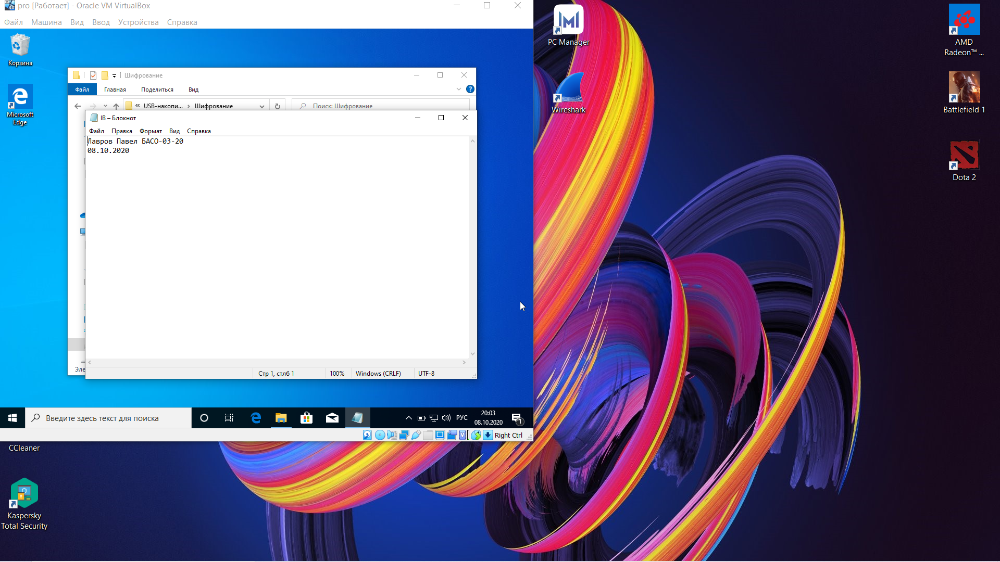 pro [Работает] - Oracle VM VirtualBox
Файл Машина Вид Ввод Устройства Справка
Корзина
Microsoft
Edge
Шифрование
Файл Главная Поделиться Вид
« USB-накопи... › Шифрование
Поиск: Шифрование
IB – Блокнот
Файл Правка Формат Вид Справка
Лавров Павел БАСО-03-20
08.10.2020
Эле
Стр 1, стлб 1 100% Windows (CRLF) UTF-8
Введите здесь текст для поиска
РУС
20:03
08.10.2020
1
Right Ctrl
PC Manager
Wireshark
AMD
Radeon™ ...
Battlefield 1
Dota 2
CCleaner
Kaspersky
Total Security